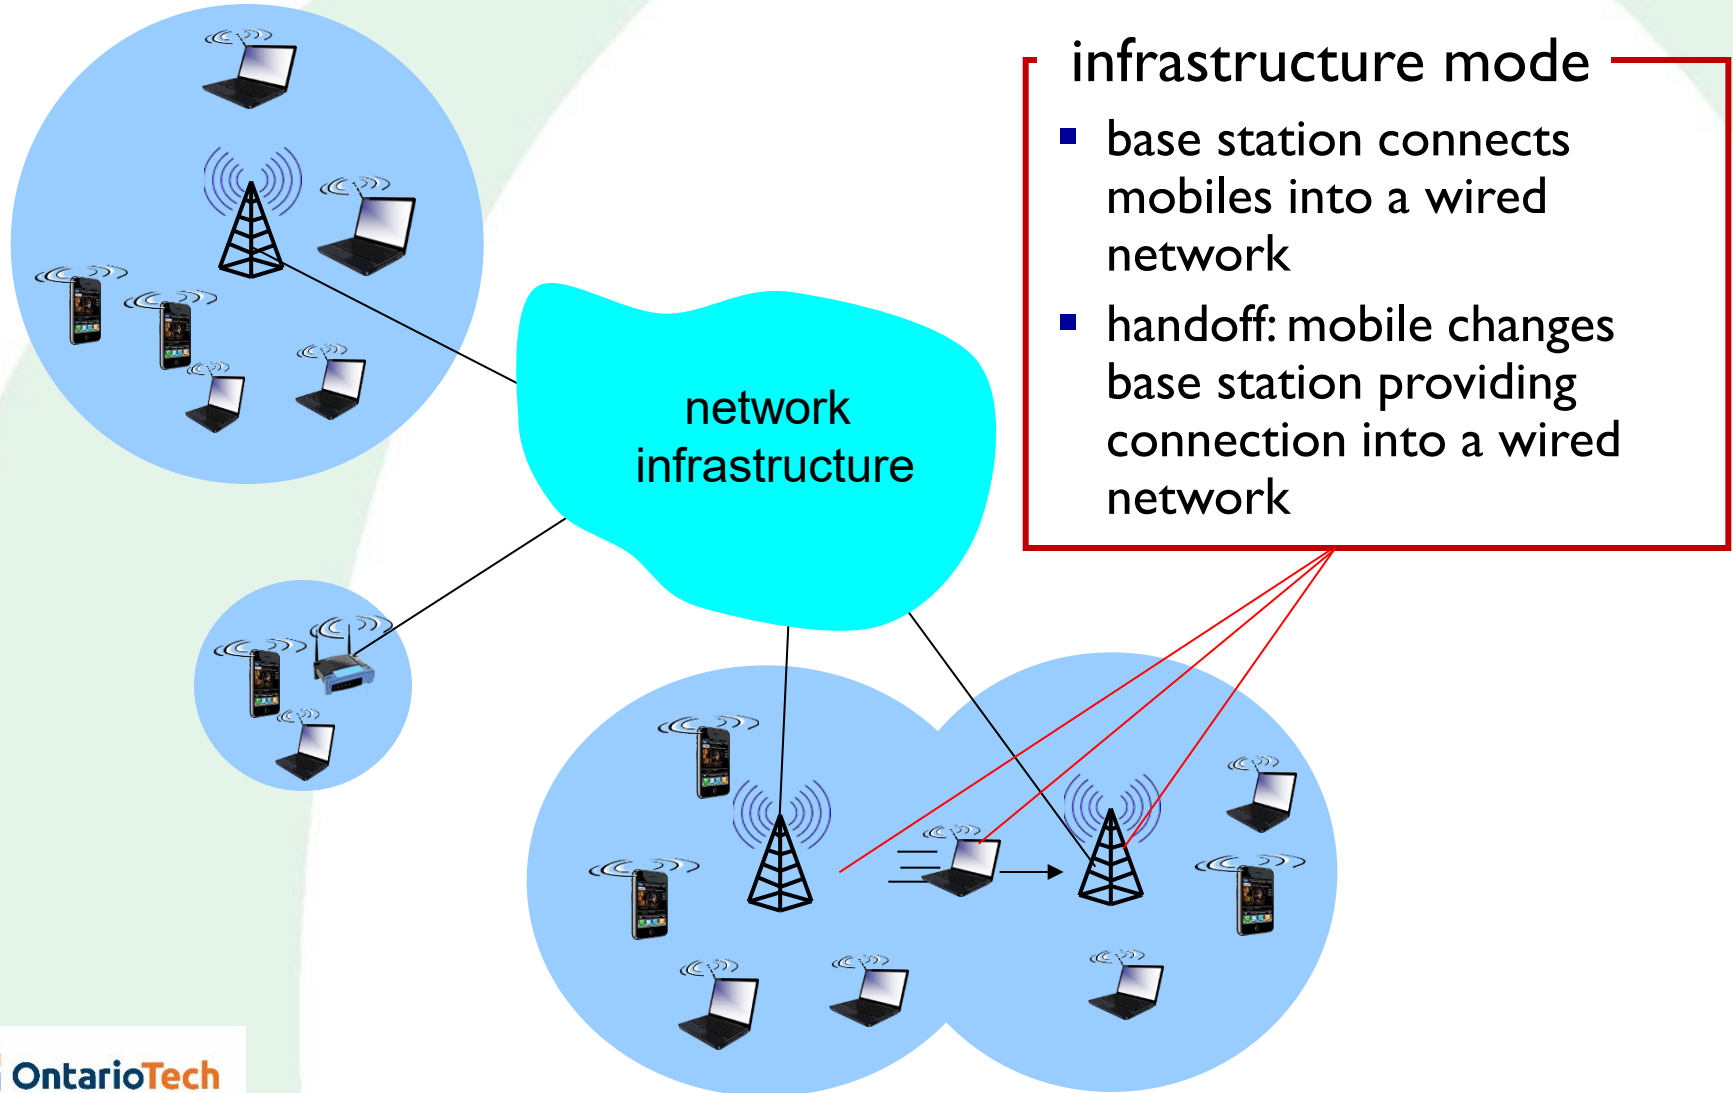 infrastructure mode
▪ base station connects
mobiles into a wired
network
▪ handoff: mobile changes
base station providing
connection into a wired
network
network
infrastructure
OntarioTech